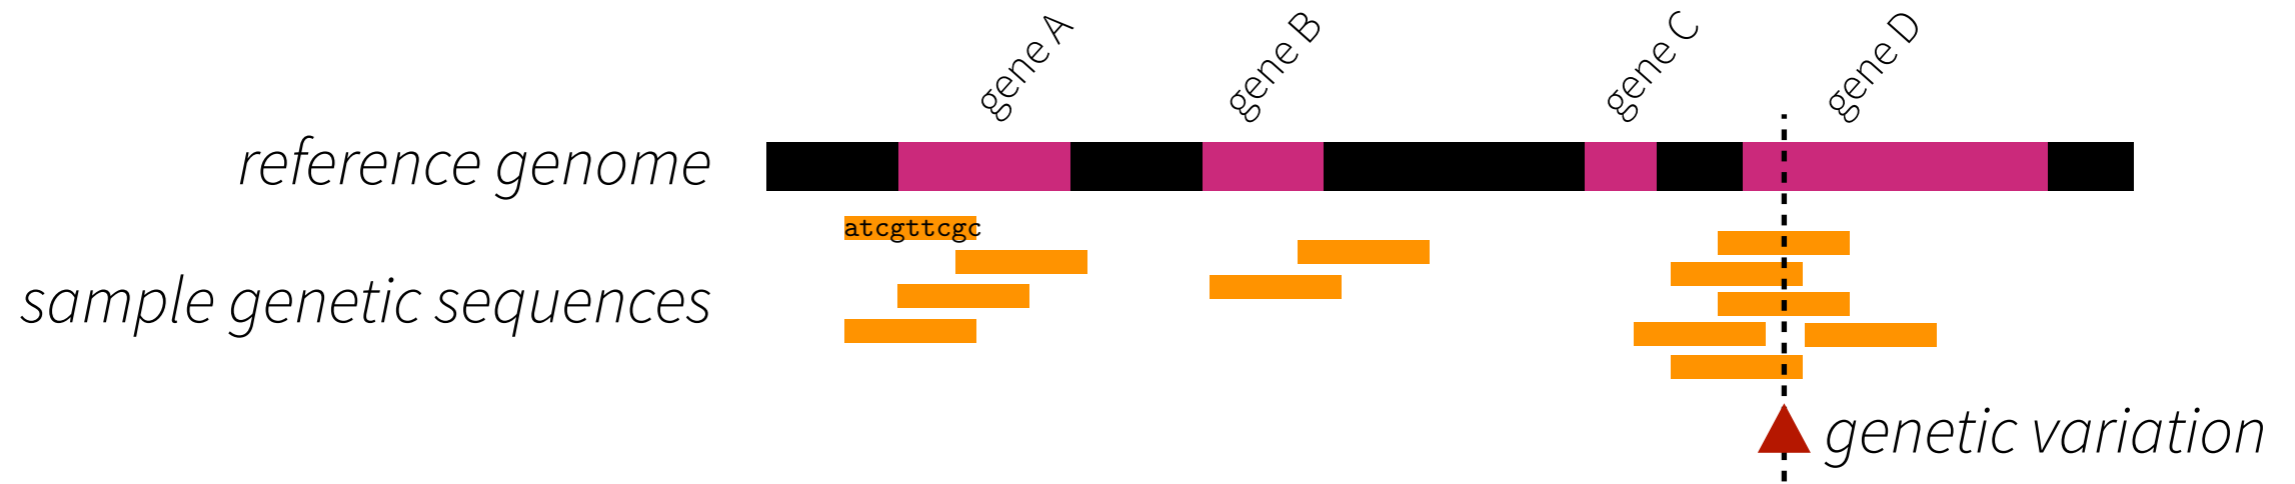 gene A
gene B
gene C
gene D
reference genome
atcgttcgc
sample genetic sequences
genetic variation